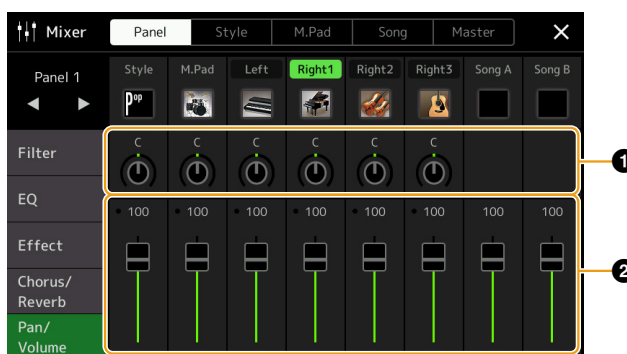 Mixer Panel Style M.Pad Song Master
Panel 1 Style M.Pad Left Right1 Right2 Right3 Song A Song B
Pop
Filter C C C C C C
1
EQ 100 100 100 100 100 100 100 100
Effect
2
Chorus/
Reverb
Pan/
Volume